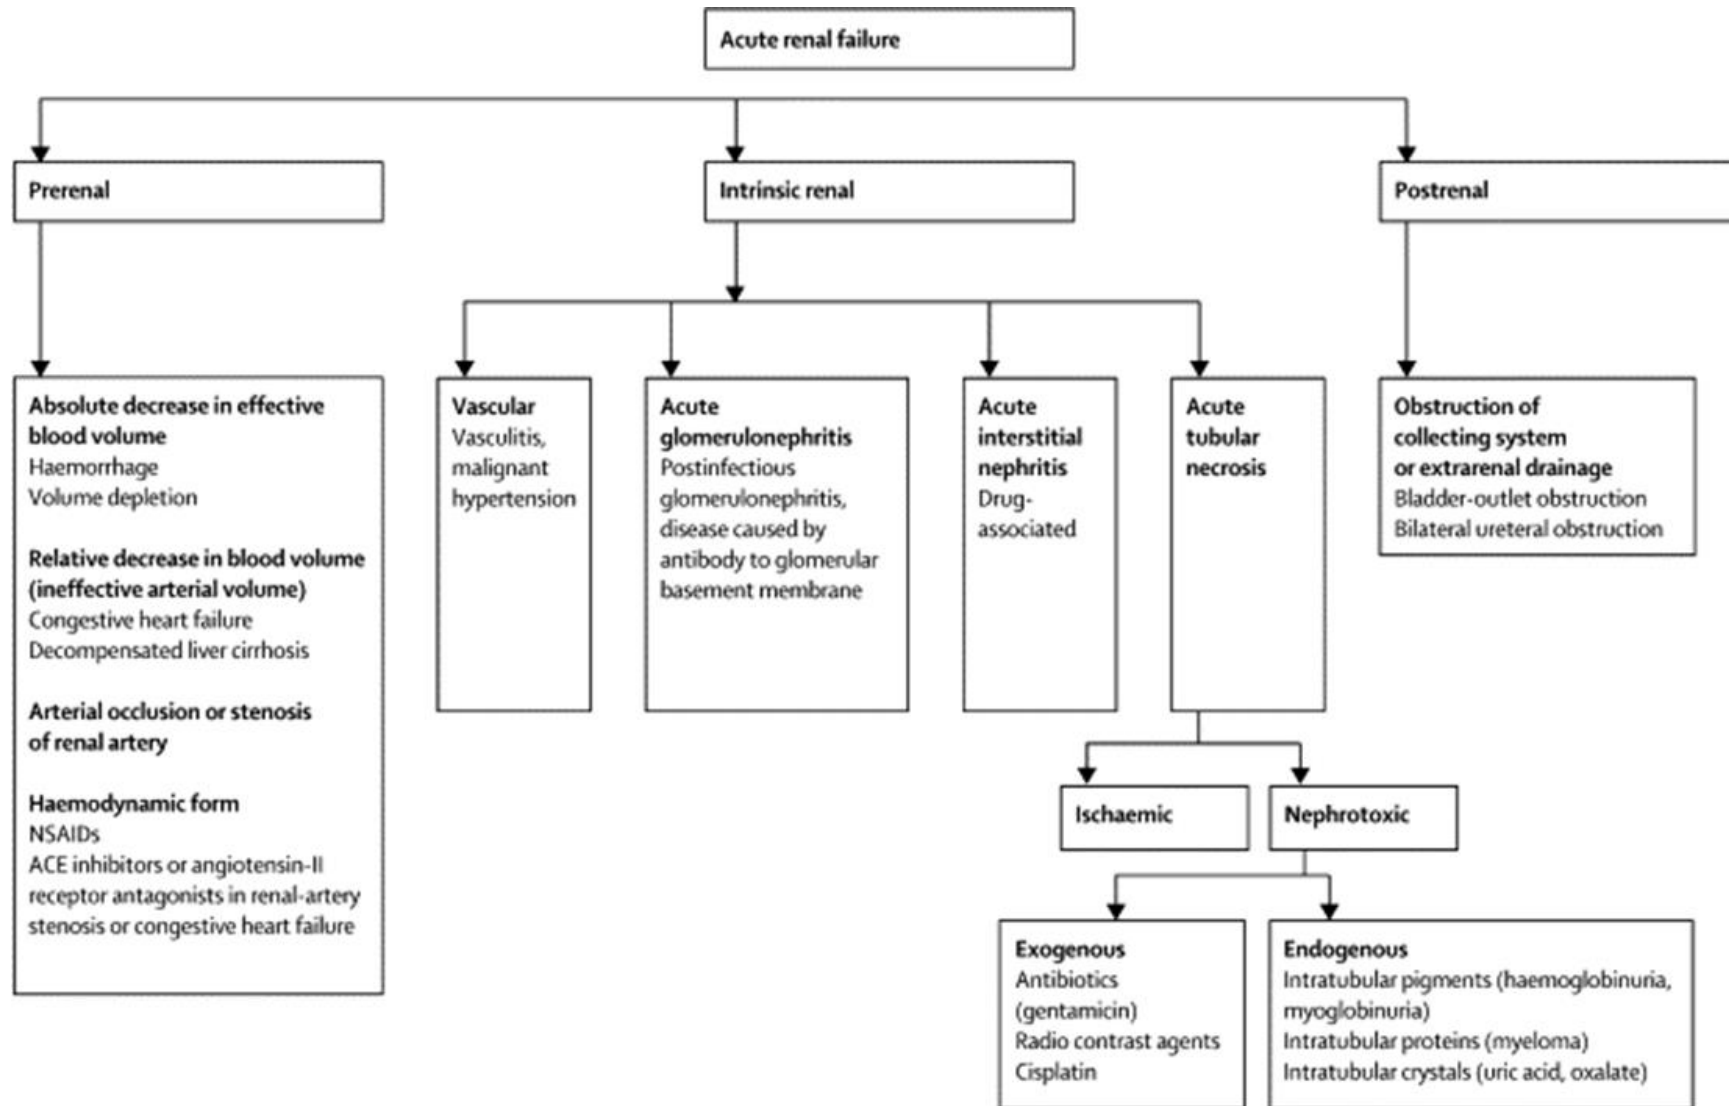 Acute renal failure
Prerenal
Intrinsic renal
Postrenal
Absolute decrease in effective
blood volume
Haemorrhage
Volume depletion
Relative decrease in blood volume
(ineffective arterial volume)
Congestive heart failure
Decompensated liver cirrhosis
Arterial occlusion or stenosis
of renal artery
Haemodynamic form
NSAIDs
ACE inhibitors or angiotensin-II
receptor antagonists in renal-artery
stenosis or congestive heart failure
Vascular
Vasculitis,
malignant
hypertension
Acute
glomerulonephritis
Postinfectious
glomerulonephritis,
disease caused by
antibody to glomerular
basement membrane
Acute
interstitial
nephritis
Drug-
associated
Acute
tubular
necrosis
Obstruction of
collecting system
or extrarenal drainage
Bladder-outlet obstruction
Bilateral ureteral obstruction
Ischaemic
Nephrotoxic
Exogenous
Antibiotics
(gentamicin)
Radio contrast agents
Cisplatin
Endogenous
Intratubular pigments (haemoglobinuria,
myoglobinuria)
Intratubular proteins (myeloma)
Intratubular crystals (uric acid, oxalate)